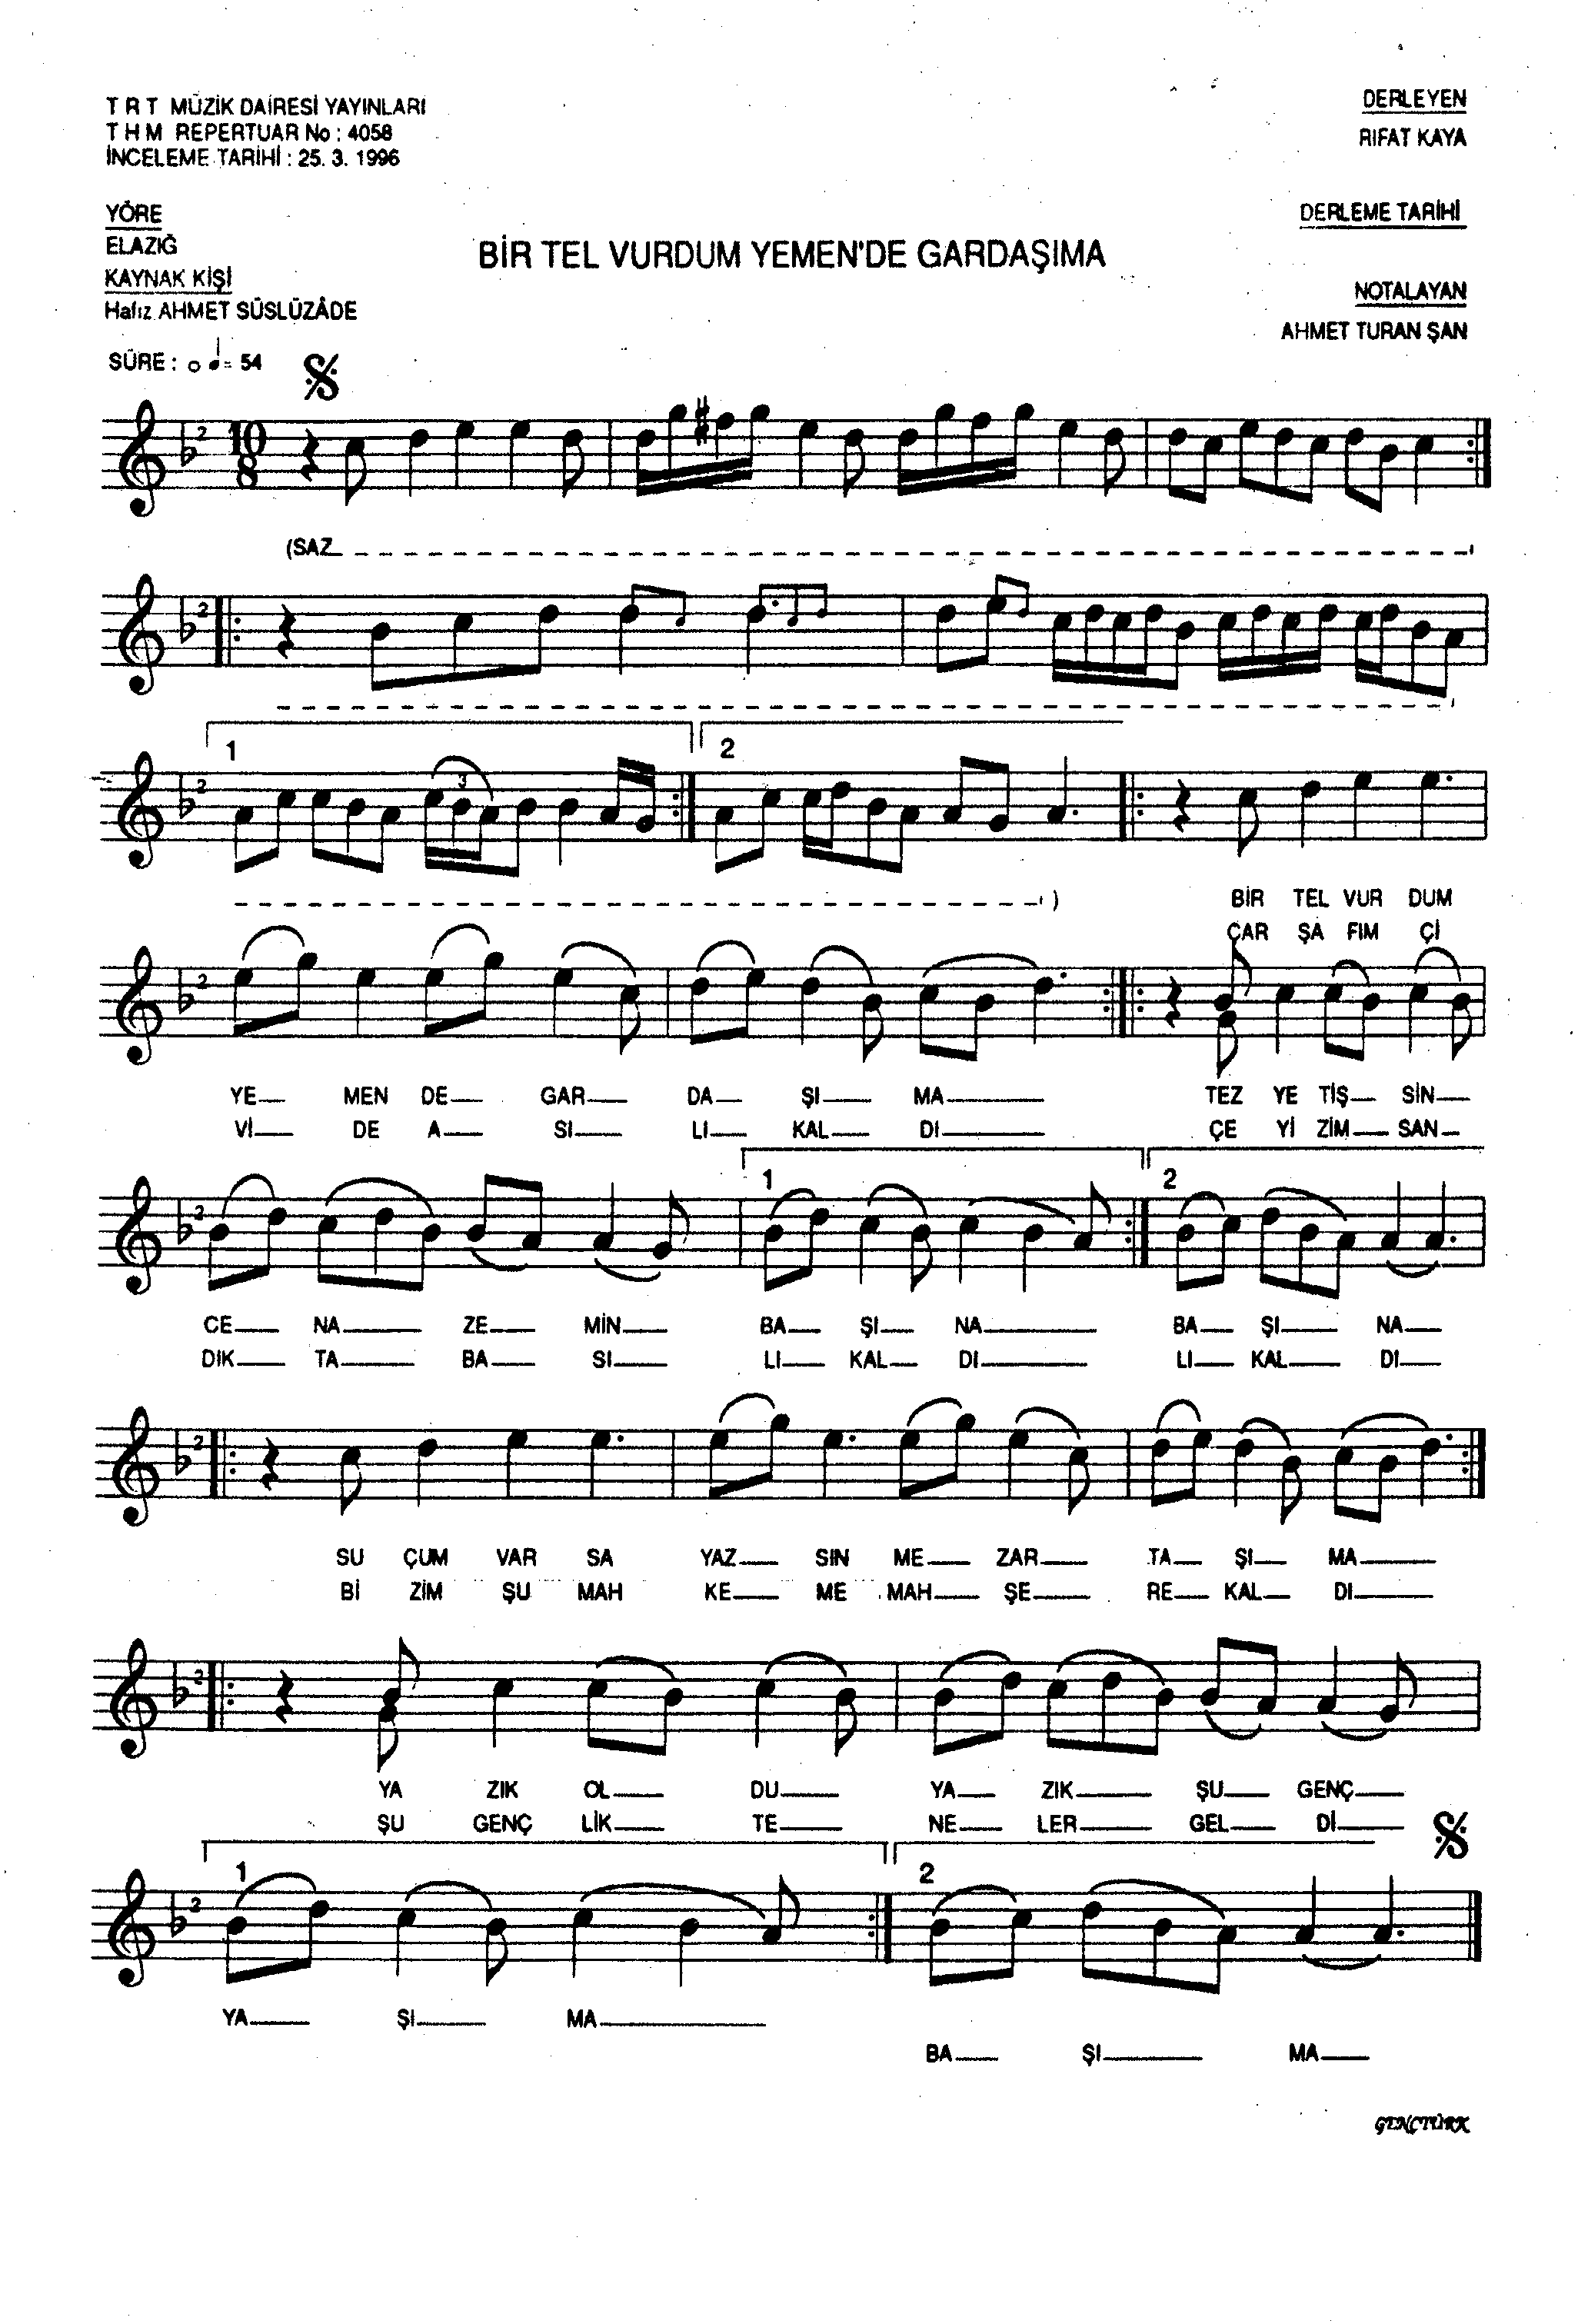 T R T MÜZİK DAİRESİ YAYINLARI
T H M REPERTUAR No : 4058
İNCELEME TARİHİ : 25. 3. 1996
DERLEYEN
RIFAT KAYA
YÖRE
ELAZIĞ
KAYNAK KİŞİ
Hafız AHMET SÜSLÜZÂDE
DERLEME TARİHİ
BİR TEL VURDUM YEMEN'DE GARDAŞIMA
NOTALAYAN
AHMET TURAN ŞAN
SÜRE : = 54
10
8
(SAZ
1
3
2
)
BİR TEL VUR DUM
ÇAR ŞA FIM Çİ
YE MEN DE GAR DA ŞI MA TEZ YE TİŞ SİN
Vİ DE A SI LI KAL DI ÇE Yİ ZİM SAN
1 2
CE NA ZE MİN BA ŞI NA BA ŞI NA
DIK TA BA SI LI KAL DI LI KAL DI
SU ÇUM VAR SA YAZ SIN ME ZAR TA ŞI MA
Bİ ZİM ŞU MAH KE ME MAH ŞE RE KAL DI
YA ZIK OL DU YA ZIK ŞU GENÇ
ŞU GENÇ LİK TE NE LER GEL Dİ
1 2
YA ŞI MA
BA ŞI MA
GENÇTÜRK